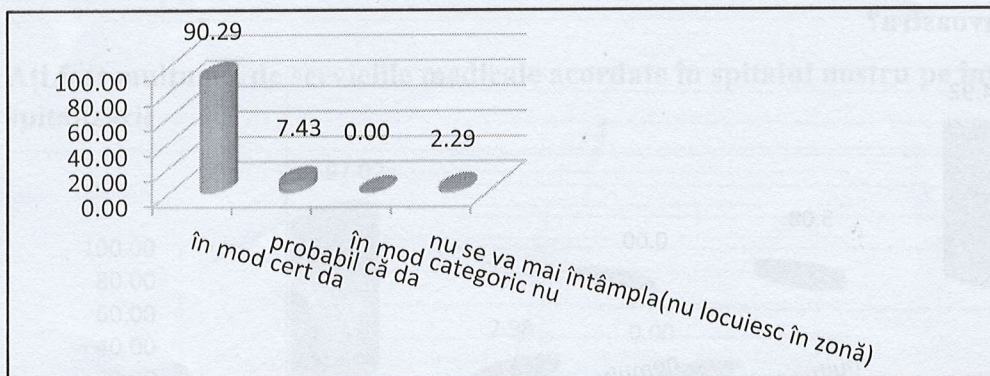 90.29
7.43
0.00
2.29
100.00
80.00
60.00
40.00
20.00
0.00
în mod cert da
probabil că da
în mod categoric nu
nu se va mai întâmpla(nu locuiesc în zonă)